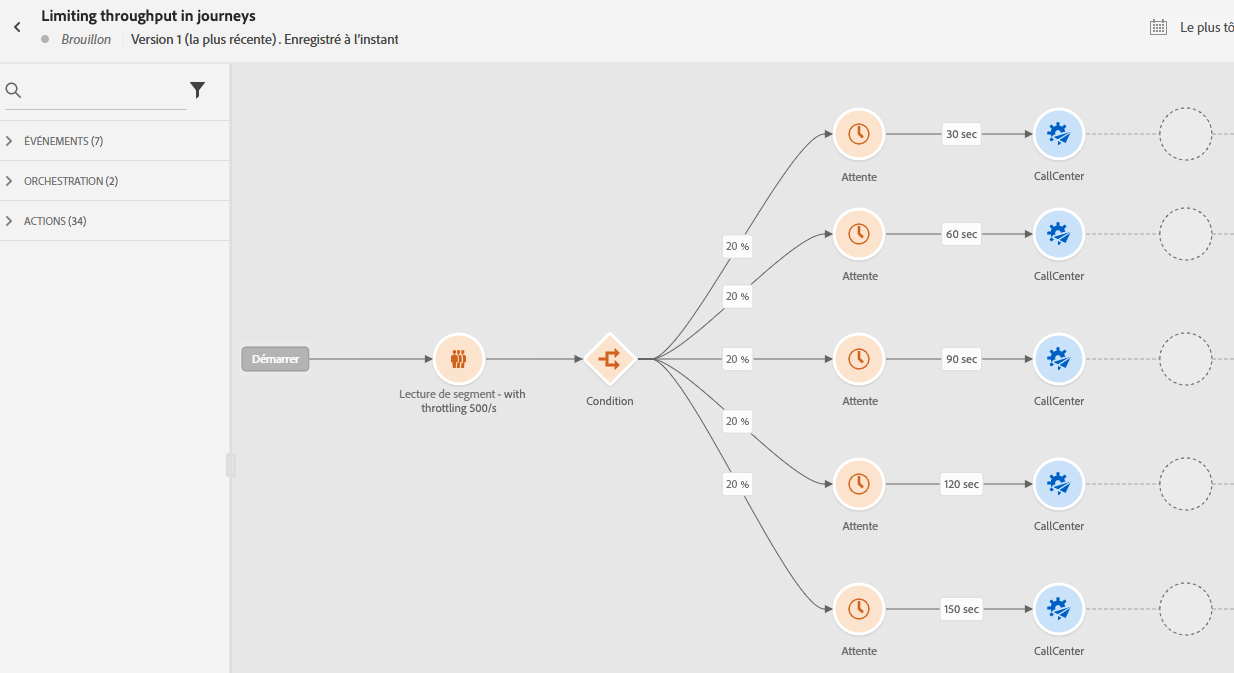 Limiting throughput in journeys
Brouillon
Version 1 (la plus récente) . Enregistré à l'instant
Le plus tô
ÉVÉNEMENTS (7)
ORCHESTRATION (2)
ACTIONS (34)
Démarrer
Lecture de segment - with
throttling 500/s
Condition
20 %
20 %
20 %
20 %
20 %
Attente
30 sec
CallCenter
Attente
60 sec
CallCenter
Attente
90 sec
CallCenter
Attente
120 sec
CallCenter
Attente
150 sec
CallCenter